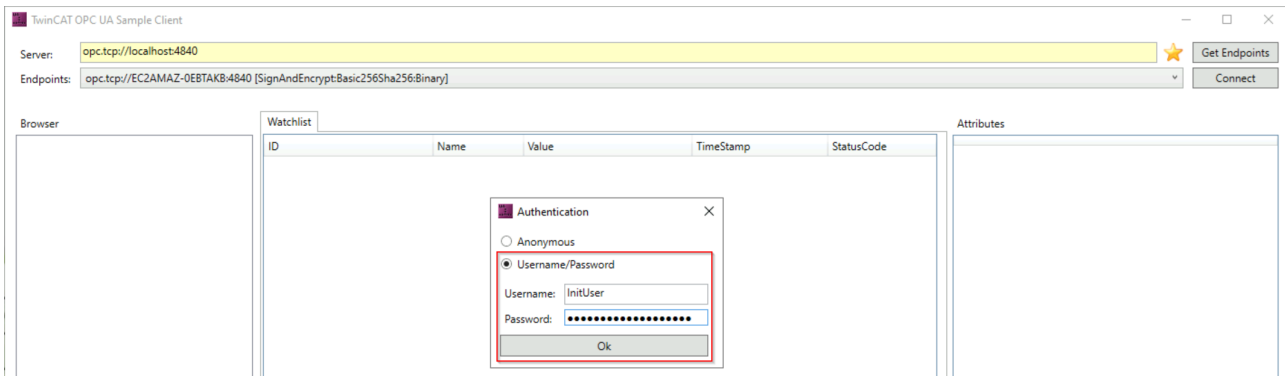 TwinCAT OPC UA Sample Client
Server: opc.tcp://localhost:4840 Get Endpoints
Endpoints: opc.tcp://EC2AMAZ-0EBTAKB:4840 [SignAndEncrypt:Basic256Sha256:Binary] Connect
Browser Watchlist Attributes
ID Name Value TimeStamp StatusCode
Authentication
Anonymous
Username/Password
Username: InitUser
Password: ●●●●●●●●●●●●●●●●●●●
Ok